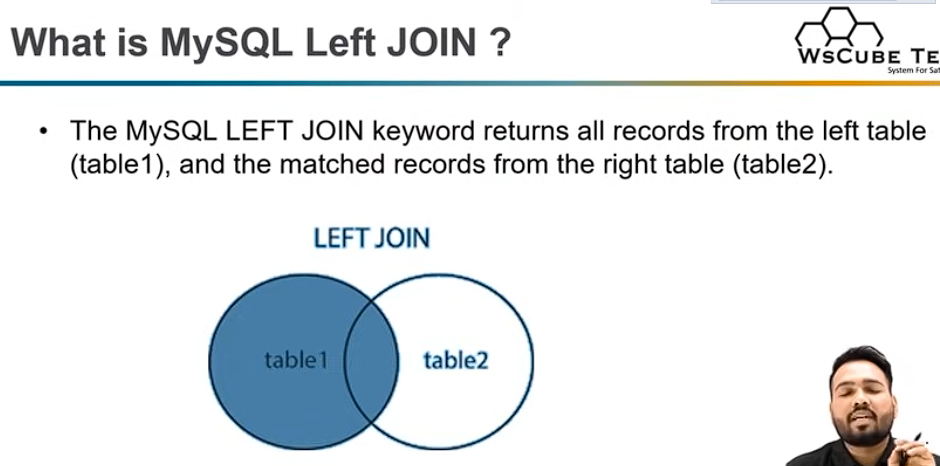 What is MySQL Left JOIN ?
WsCube Te
System For Sat
• The MySQL LEFT JOIN keyword returns all records from the left table
(table1), and the matched records from the right table (table2).
LEFT JOIN
table1
table2